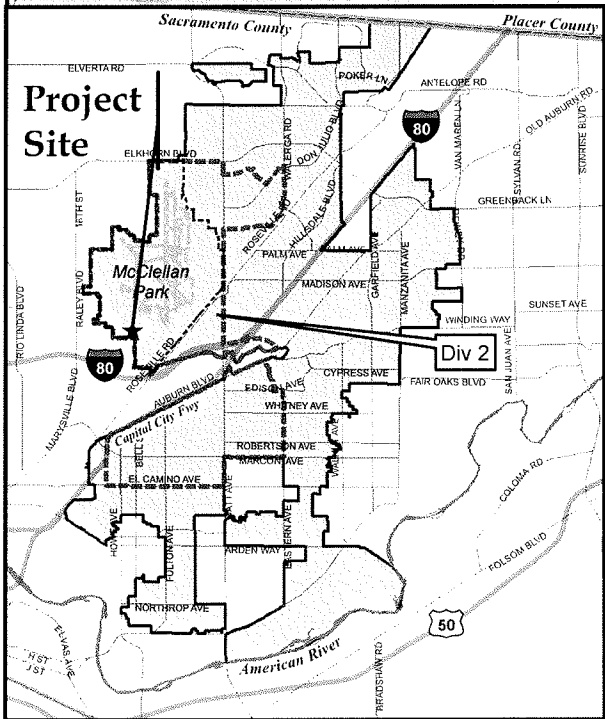 Sacramento County
Placer County
ELVERTA RD
POKER LN
ANTELOPE RD
Project
Site
80
OLD AUBURN RD
WALERGA RD
DON JULIO BLVD
VAN MAREN LN
SYLVAN RD
SUNRISE BLVD
ELKHORN BLVD
16TH ST
GREENBACK LN
ROSEVILLE RD
HILLSDALE BLVD
PALM AVE
GARFIELD AVE
MANZANITA AVE
McClellan
Park
MADISON AVE
RALEY BLVD
RIO LINDA BLVD
SUNSET AVE
WINDING WAY
Div 2
80
ROSEVILLE RD
SAN JUAN AVE
CYPRESS AVE
FAIR OAKS BLVD
AUBURN BLVD
EDISON AVE
MARYSVILLE BLVD
Capital City Fwy
WHITNEY AVE
ROBERTSON AVE
MARCONI AVE
EL CAMINO AVE
COLOMA RD
HOWE AVE
FULTON AVE
WATT AVE
EASTERN AVE
ARDEN WAY
FOLSOM BLVD
NORTHROP AVE
50
ELVAS AVE
H ST
J ST
American River
BRADSHAW RD